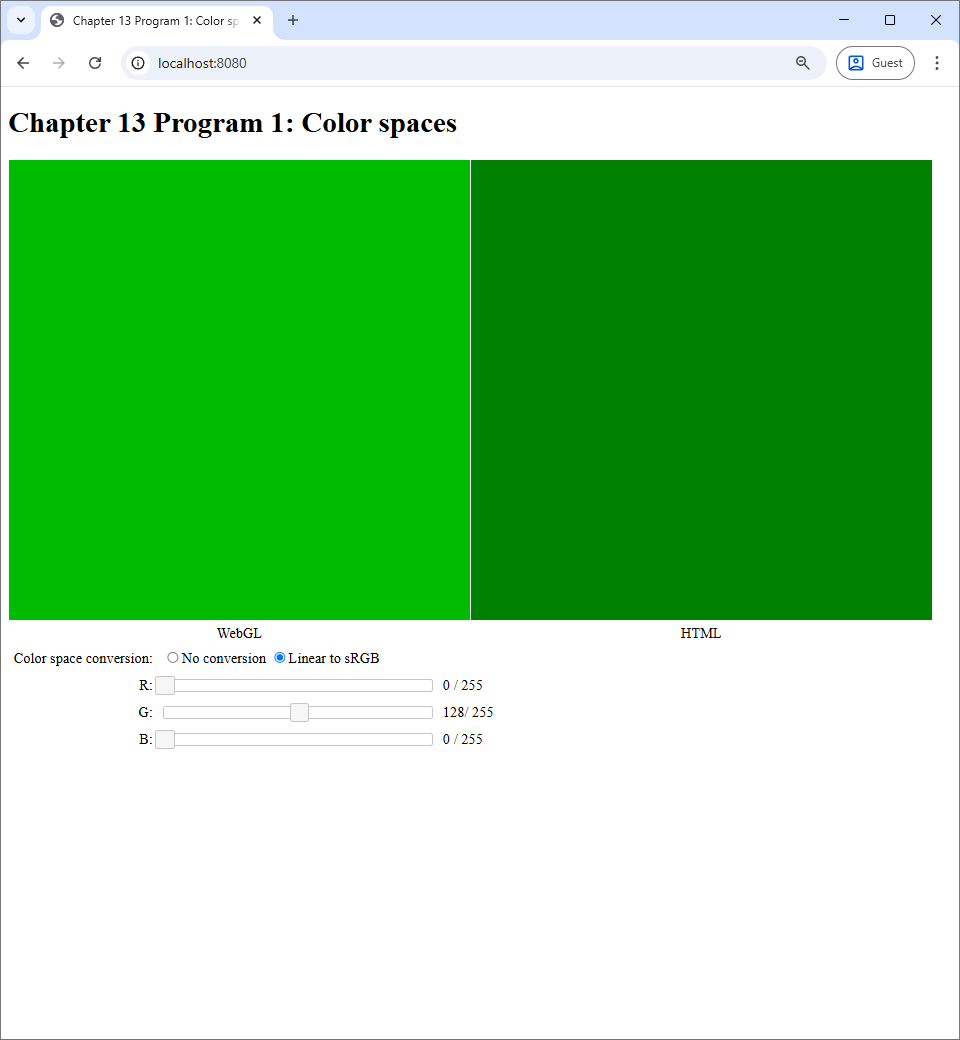 Chapter 13 Program 1: Color sp
localhost:8080
Guest
Chapter 13 Program 1: Color spaces
WebGL HTML
Color space conversion: No conversion Linear to sRGB
R: 0 / 255
G: 128/ 255
B: 0 / 255